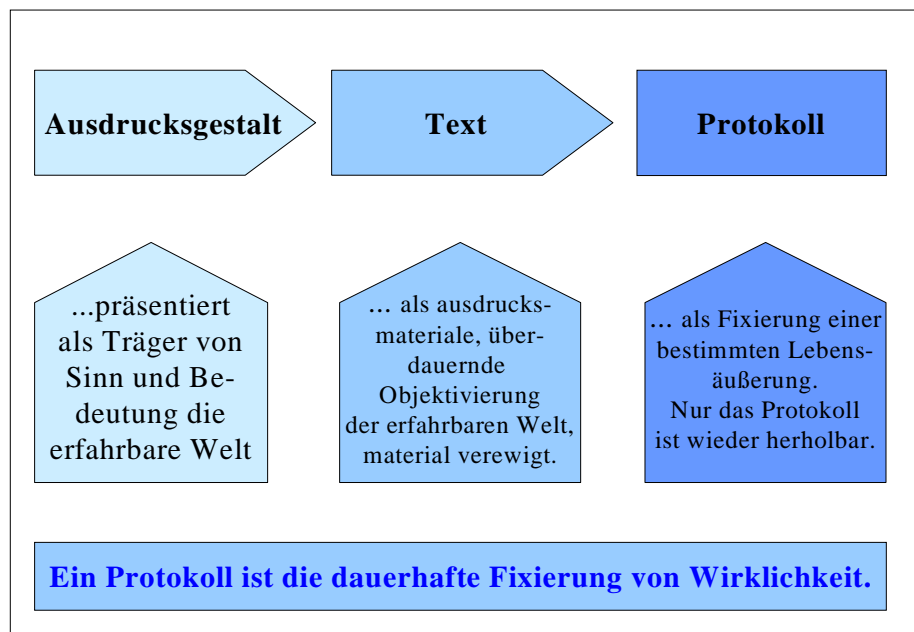 Ausdrucksgestalt
Text
Protokoll
...präsentiert
als Träger von
Sinn und Be-
deutung die
erfahrbare Welt
... als ausdrucks-
materiale, über-
dauernde
Objektivierung
der erfahrbaren Welt,
material verewigt.
... als Fixierung einer
bestimmten Lebens-
äußerung.
Nur das Protokoll
ist wieder herholbar.
Ein Protokoll ist die dauerhafte Fixierung von Wirklichkeit.